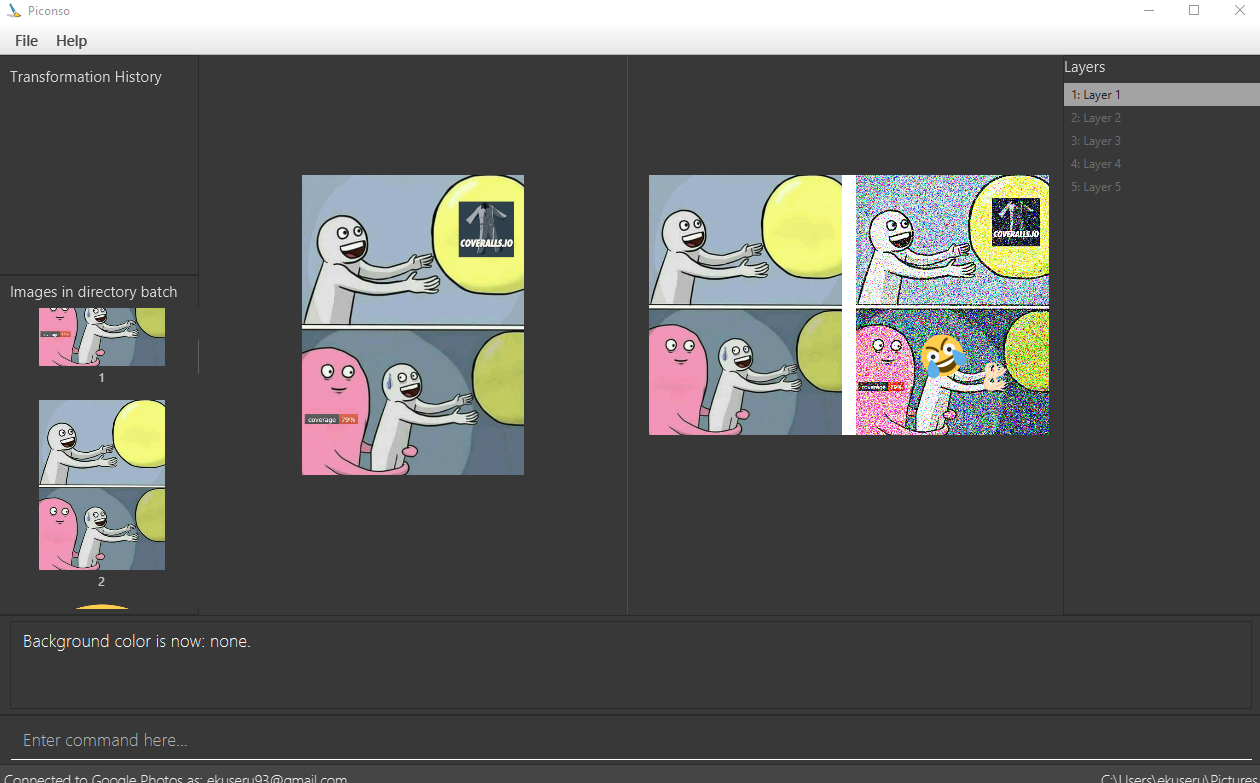 Piconso
File Help
Transformation History
Images in directory batch
1
2
COVERALLS.IO
coverage 79%
COVERALLS.IO
coverage 79%
Layers
1: Layer 1
2: Layer 2
3: Layer 3
4: Layer 4
5: Layer 5
Background color is now: none.
Enter command here...
Connected to Google Photos as: ekuseru93@gmail.com
C:\Users\ekuseru\Pictures